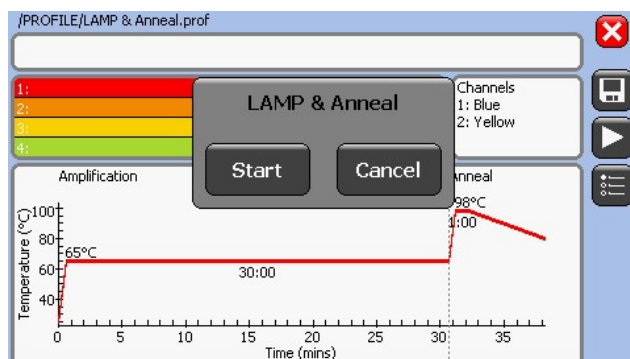 /PROFILE/LAMP & Anneal.prof
1:
2:
3:
4:
LAMP & Anneal
Start
Cancel
Channels
1: Blue
2: Yellow
Amplification
Temperature (°C)
100
80
60
40
65°C
30:00
98°C
1:00
0 5 10 15 20 25 30 35
Time (mins)